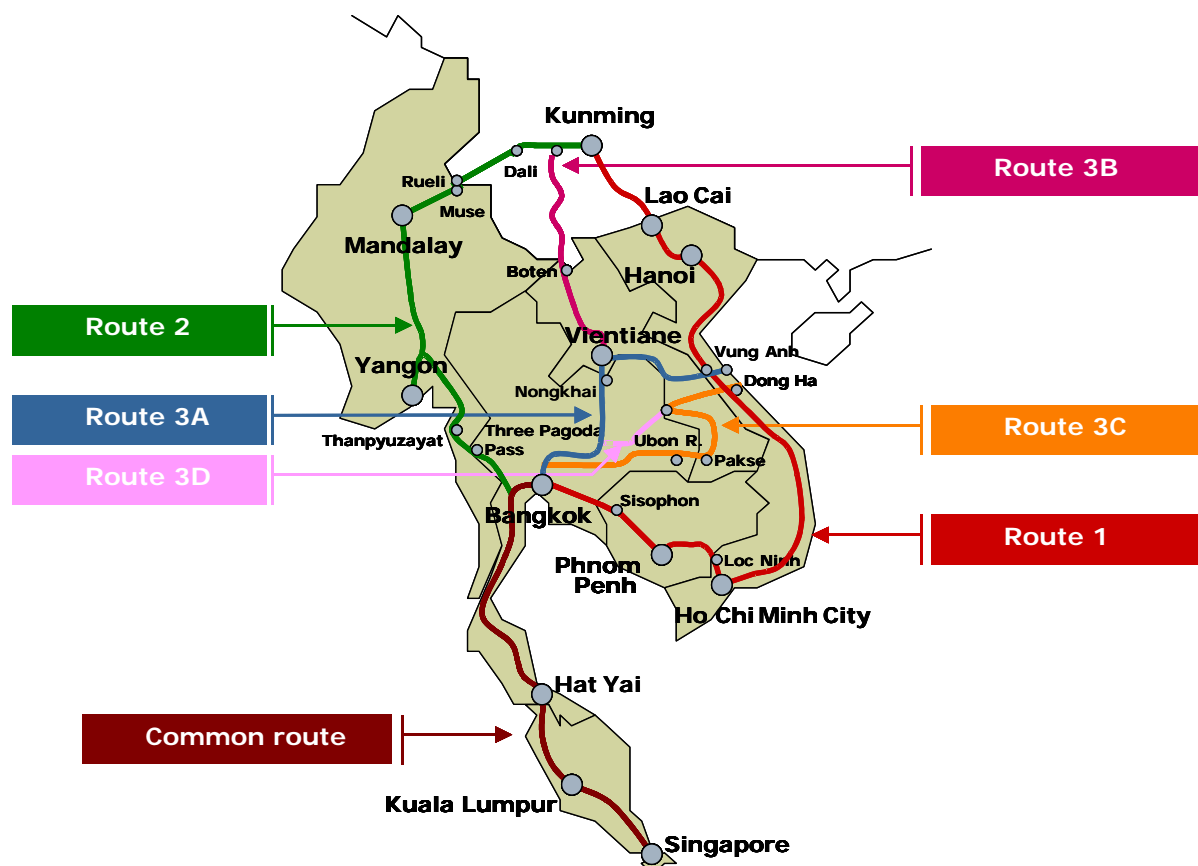 Kunming
Route 3B
Dali
Rueli
Muse
Lao Cai
Mandalay
Hanoi
Boten
Route 2
Vientiane
Vung Anh
Yangon
Dong Ha
Nongkhai
Route 3A
Three Pagoda
Pass
Thanpyuzayat
Ubon R.
Route 3C
Pakse
Route 3D
Sisophon
Bangkok
Route 1
Phnom
Penh
Loc Ninh
Ho Chi Minh City
Hat Yai
Common route
Kuala Lumpur
Singapore